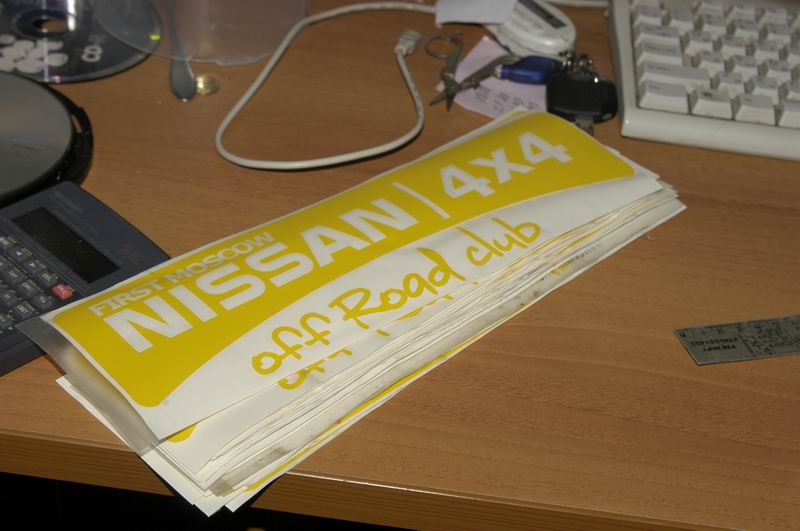 FIRST MOSCOW
NISSAN | 4x4
off Road club